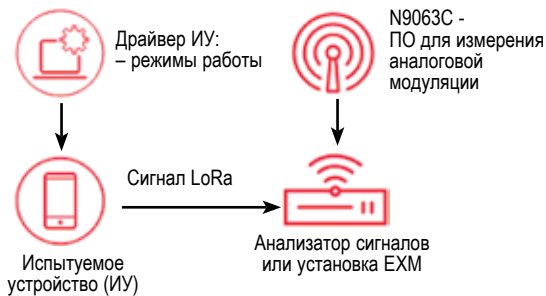 Драйвер ИУ:
– режимы работы
N9063C -
ПО для измерения
аналоговой
модуляции
Сигнал LoRa
Испытуемое
устройство (ИУ)
Анализатор сигналов
или установка EXM